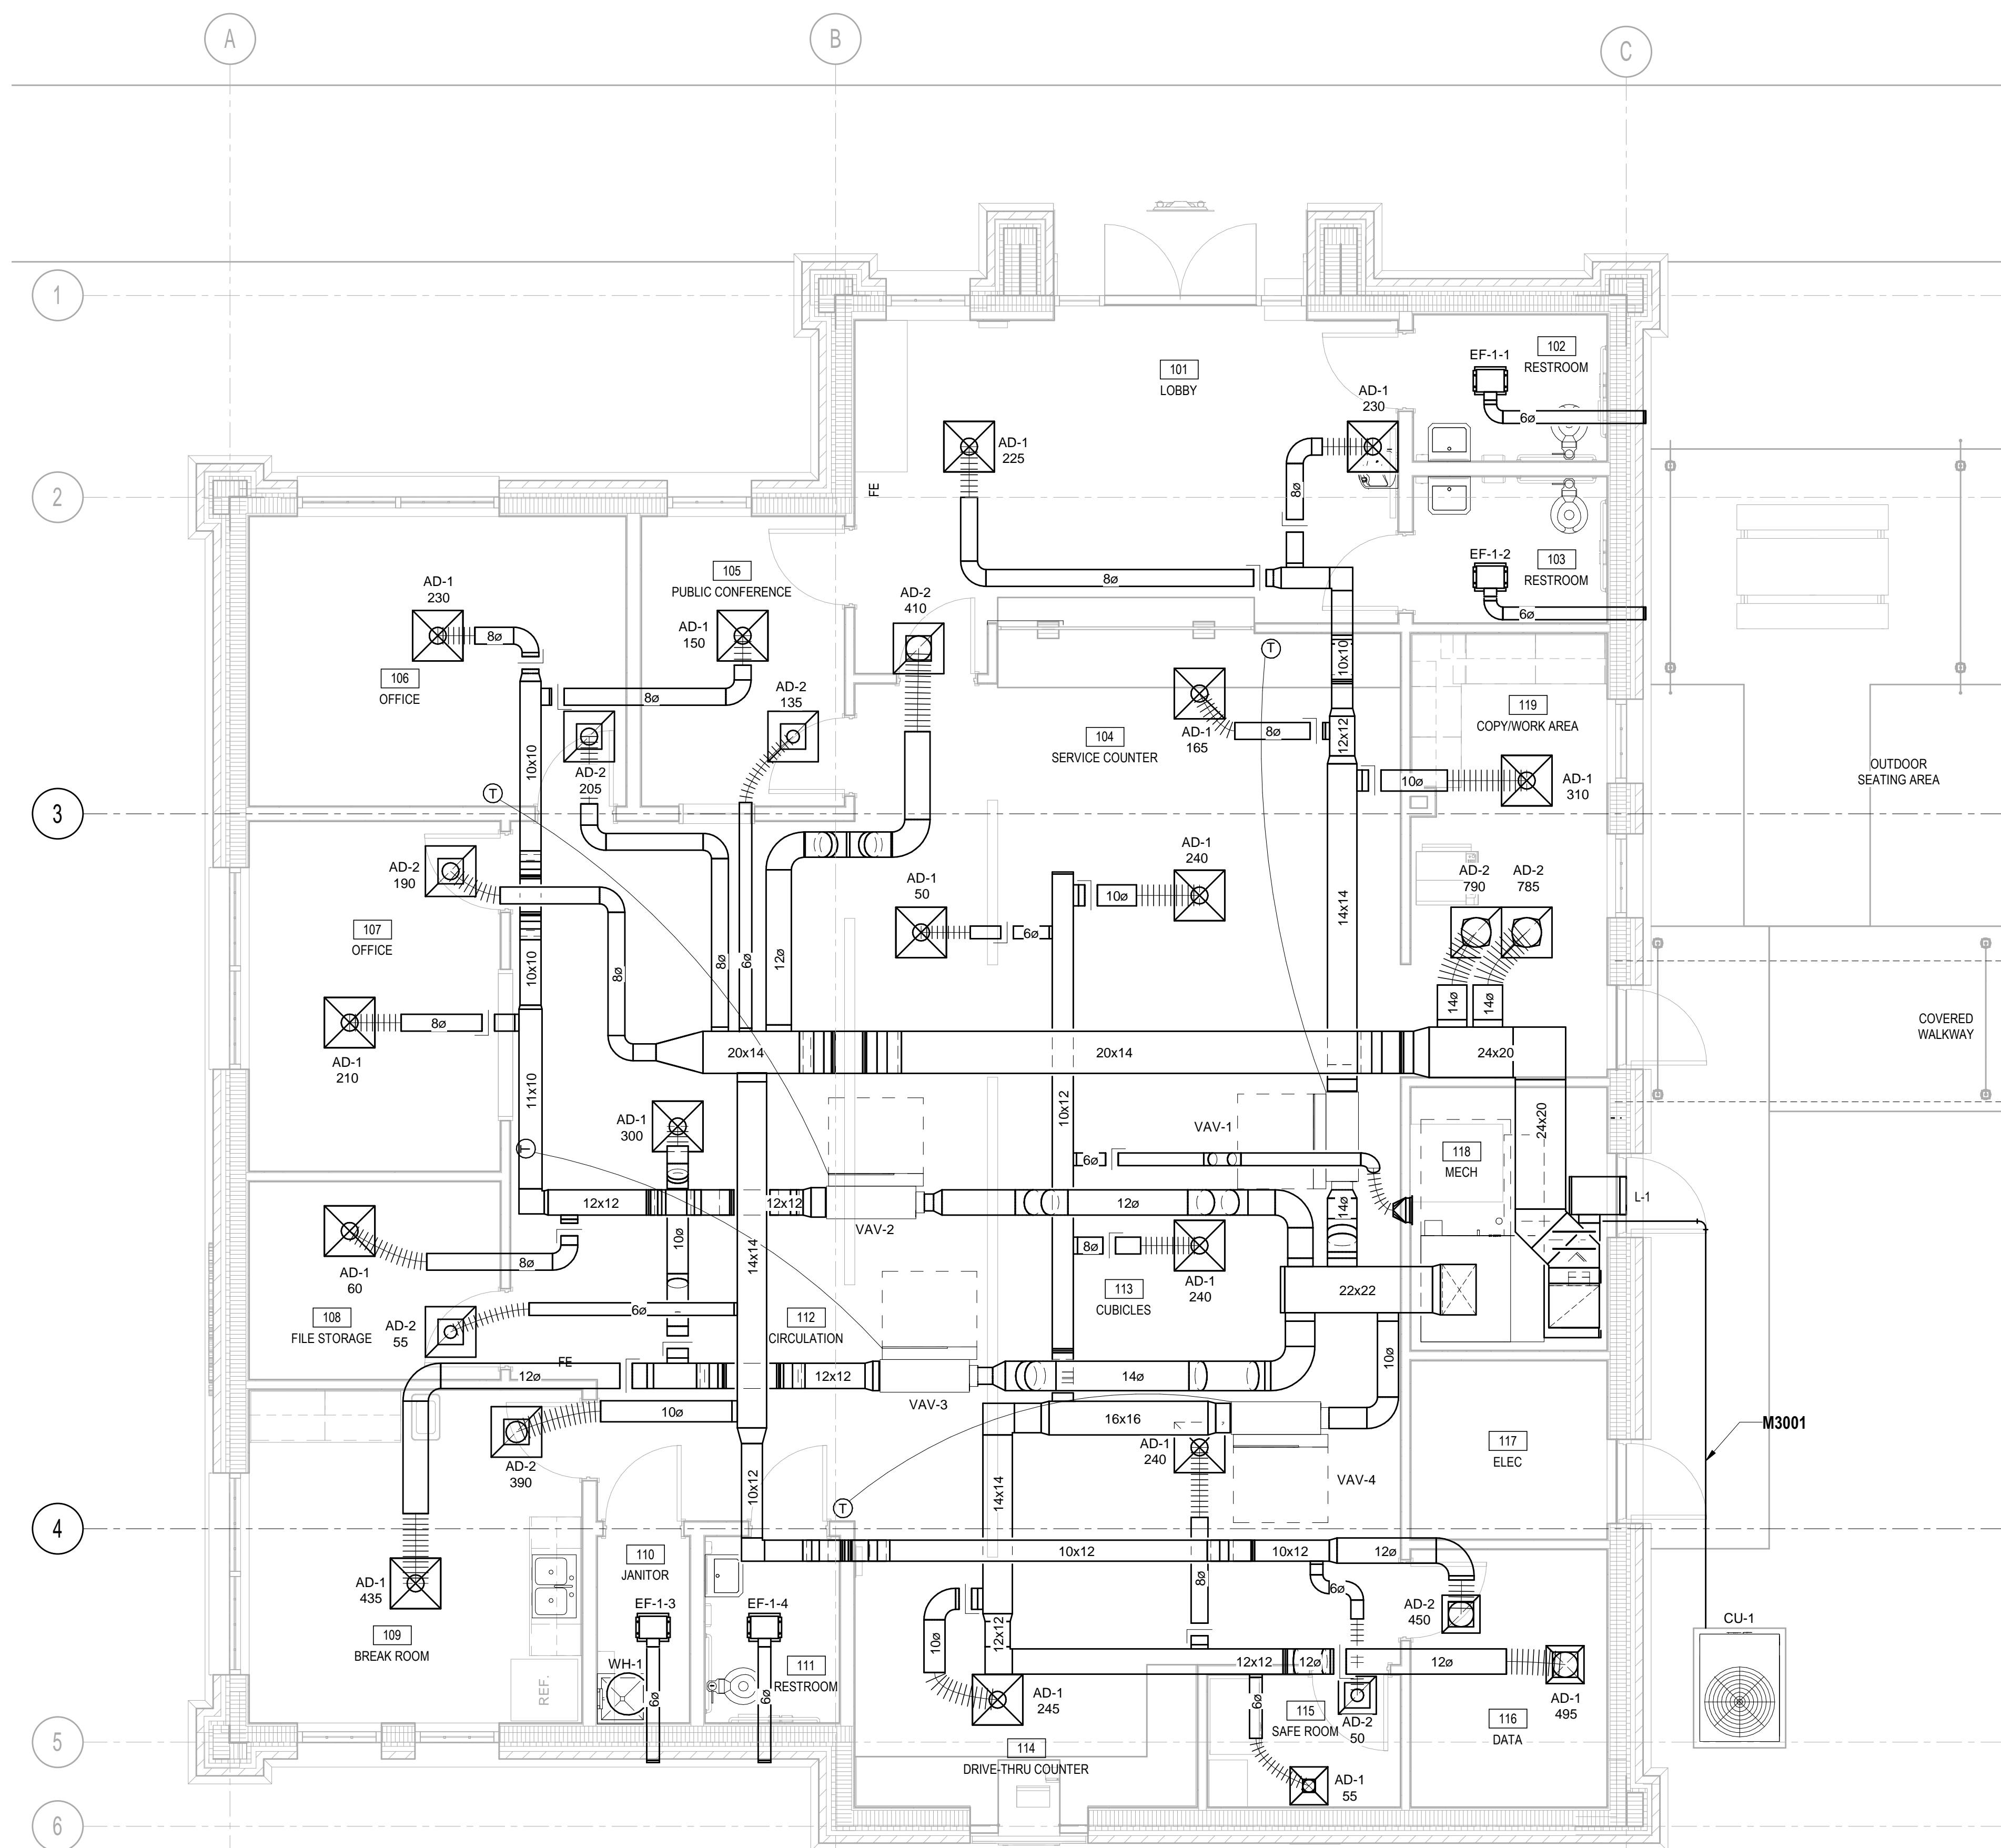 A
B
C
1
101
LOBBY
EF-1-1
102
RESTROOM
AD-1
230
6ø
AD-1
225
8ø
FE
2
EF-1-2
103
RESTROOM
6ø
8ø
105
PUBLIC CONFERENCE
AD-1
230
8ø
AD-1
150
AD-2
410
106
OFFICE
8ø
10x10
AD-2
135
10x10
AD-2
205
AD-1
165
8ø
12x12
104
SERVICE COUNTER
119
COPY/WORK AREA
10ø
AD-1
310
OUTDOOR
SEATING AREA
T
T
3
AD-2
190
AD-1
240
10ø
AD-1
50
6ø
AD-2
790
AD-2
785
14x14
107
OFFICE
10x10
8ø
8ø
6ø
12ø
14ø
14ø
8ø
AD-1
210
COVERED
WALKWAY
20x14
20x14
24x20
11x10
10x12
AD-1
300
VAV-1
24x20
118
MECH
6ø
T
12x12
12x12
VAV-2
12ø
14ø
L-1
10ø
14x14
8ø
AD-1
60
8ø
AD-1
240
113
CUBICLES
22x22
108
FILE STORAGE
AD-2
55
6ø
112
CIRCULATION
FE
12ø
12x12
VAV-3
14ø
10ø
10ø
16x16
AD-1
240
AD-2
390
VAV-4
117
ELEC
M3001
10x12
14x14
T
4
110
JANITOR
10x12
10x12
12ø
AD-1
435
8ø
6ø
AD-2
450
EF-1-3
EF-1-4
109
BREAK ROOM
10ø
12x12
CU-1
WH-1
111
RESTROOM
12x12
12ø
12ø
REF.
6ø
6ø
AD-1
245
6ø
115
SAFE ROOM
AD-2
50
116
DATA
AD-1
495
5
114
DRIVE-THRU COUNTER
AD-1
55
6